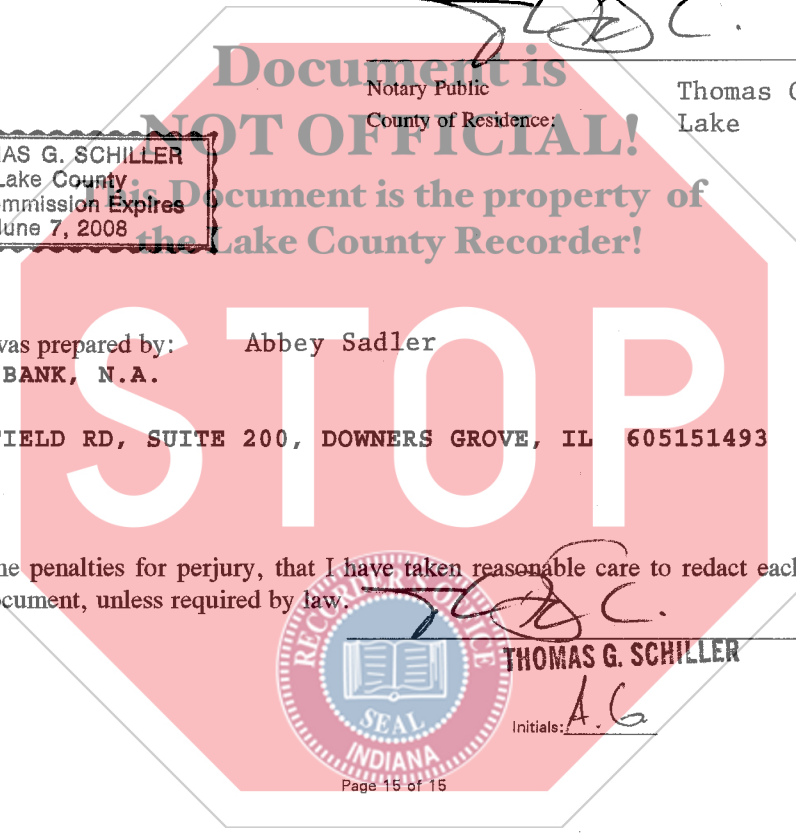 Document is
Notary Public
Thomas G
NOT OFFICIAL!
County of Residence:
Lake
AS G. SCHILLER
Lake County
mmission Expires
June 7, 2008
This Document is the property of
the Lake County Recorder!
was prepared by: Abbey Sadler
BANK, N.A.
STOP
FIELD RD, SUITE 200, DOWNERS GROVE, IL 605151493
he penalties for perjury, that I have taken reasonable care to redact each
ocument, unless required by law.
THOMAS G. SCHILLER
RECORDER'S OFFICE
SEAL
INDIANA
Initials: A.G
Page 15 of 15